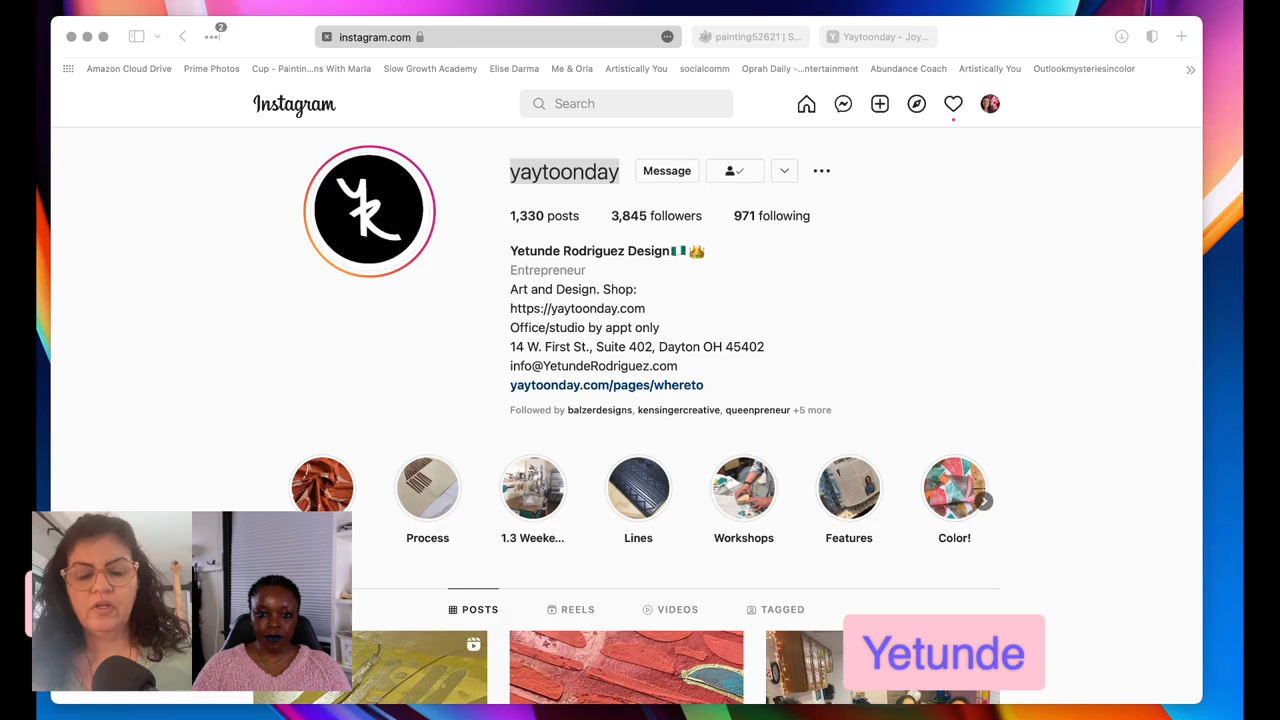 2
instagram.com
painting52621 | S...
Yaytoonday - Joy...
Amazon Cloud Drive
Prime Photos
Cup - Paintin...ns With Marla
Slow Growth Academy
Elise Darma
Me & Orla
Artistically You
socialcomm
Oprah Daily -...ntertainment
Abundance Coach
Artistically You
Outlookmysteriesincolor
Instagram
Search
yaytoonday
Message
1,330 posts
3,845 followers
971 following
Yetunde Rodriguez Design🇳🇬👑
Entrepreneur
Art and Design. Shop:
https://yaytoonday.com
Office/studio by appt only
14 W. First St., Suite 402, Dayton OH 45402
info@YetundeRodriguez.com
yaytoonday.com/pages/whereto
Followed by balzerdesigns, kensingercreative, queenpreneur +5 more
Process
1.3 Weeke...
Lines
Workshops
Features
Color!
POSTS
REELS
VIDEOS
TAGGED
Yetunde